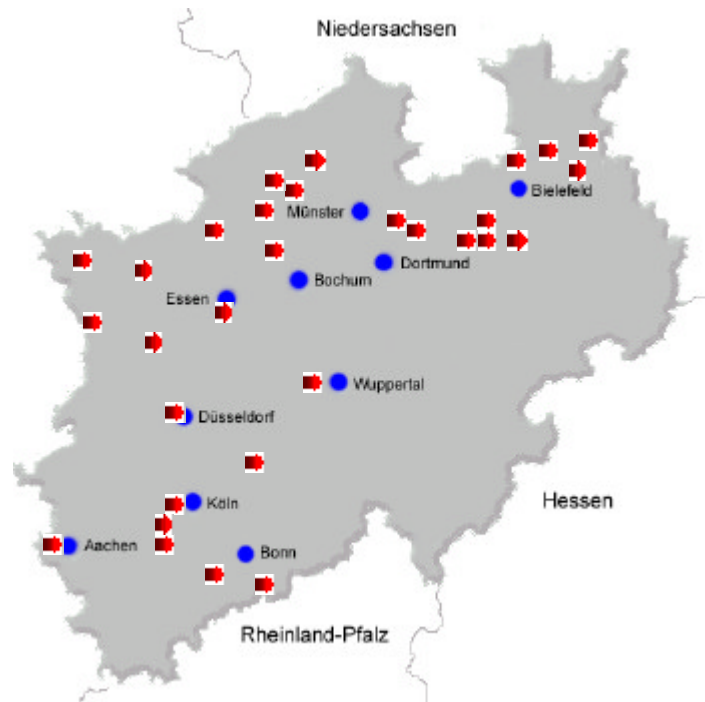 Niedersachsen
Bielefeld
Münster
Dortmund
Bochum
Essen
Wuppertal
Düsseldorf
Hessen
Köln
Aachen
Bonn
Rheinland-Pfalz